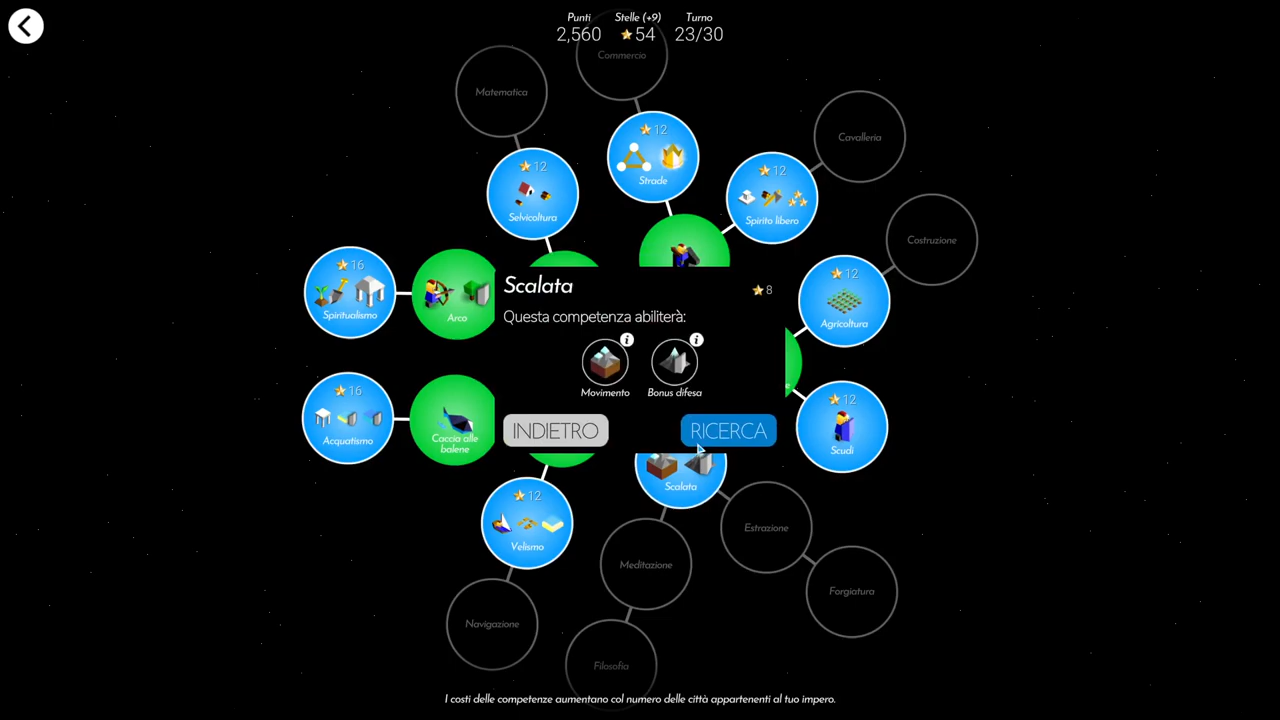 Punti
2,560
Stelle (+9)
54
Turno
23/30
Commercio
Matematica
Cavalleria
12
Strade
12
Selvicoltura
12
Spirito libero
Costruzione
16
Spiritualismo
Arco
12
Agricoltura
Scalata
8
Questa competenza abiliterà:
Movimento
Bonus difesa
INDIETRO
RICERCA
16
Acquatismo
Caccia alle
balene
12
Scudi
e
Scalata
12
Velismo
Estrazione
Meditazione
Forgiatura
Navigazione
Filosofia
I costi delle competenze aumentano col numero delle città appartenenti al tuo impero.